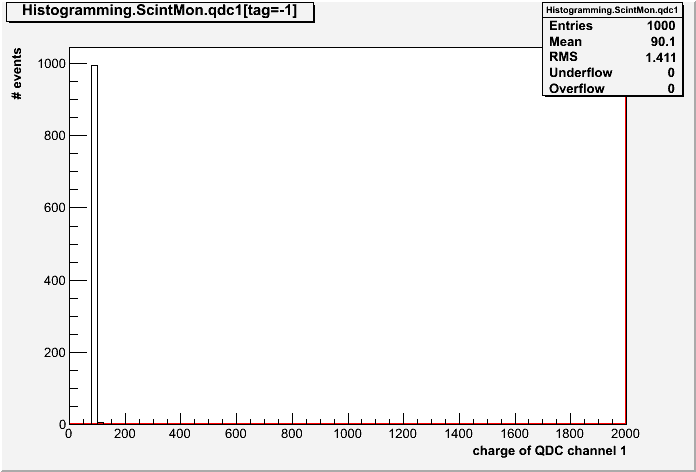 Histogramming.ScintMon.qdc1[tag=-1]
Histogramming.ScintMon.qdc1
Entries 1000
Mean 90.1
RMS 1.411
Underflow 0
Overflow 0
# events
1000
800
600
400
200
0
0 200 400 600 800 1000 1200 1400 1600 1800 2000
charge of QDC channel 1